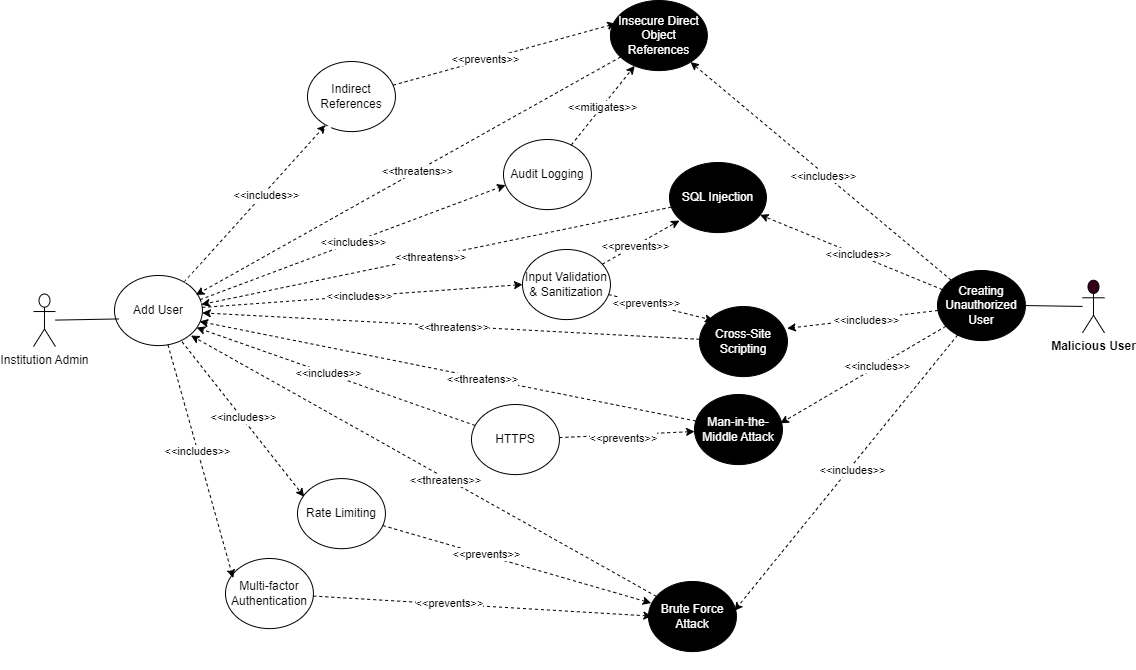 Insecure Direct
Object
References
<<prevents>>
Indirect
References
<<mitigates>>
<<threatens>>
Audit Logging
<<includes>>
<<includes>>
SQL Injection
<<includes>>
<<prevents>>
<<includes>>
<<threatens>>
Input Validation
& Sanitization
<<includes>>
<<prevents>>
Add User
Creating
Unauthorized
User
<<includes>>
<<threatens>>
Cross-Site
Scripting
Institution Admin
Malicious User
<<includes>>
<<includes>>
<<threatens>>
<<includes>>
Man-in-the-
Middle Attack
HTTPS
<<prevents>>
<<includes>>
<<includes>>
<<threatens>>
Rate Limiting
<<prevents>>
Multi-factor
Authentication
<<prevents>>
Brute Force
Attack